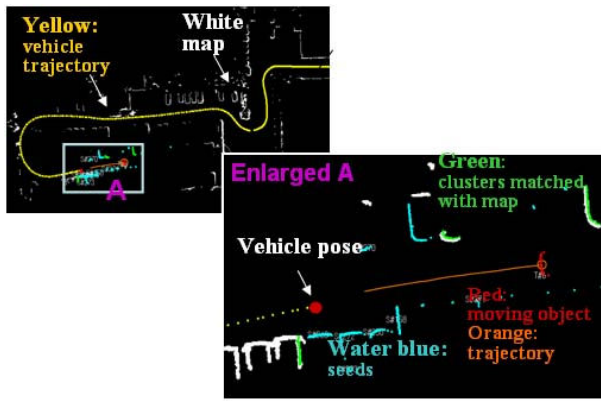 Yellow:
vehicle
trajectory
White
map
A
Enlarged A
Green:
clusters matched
with map
Vehicle pose
Red:
moving object
Orange:
trajectory
Water blue:
seeds